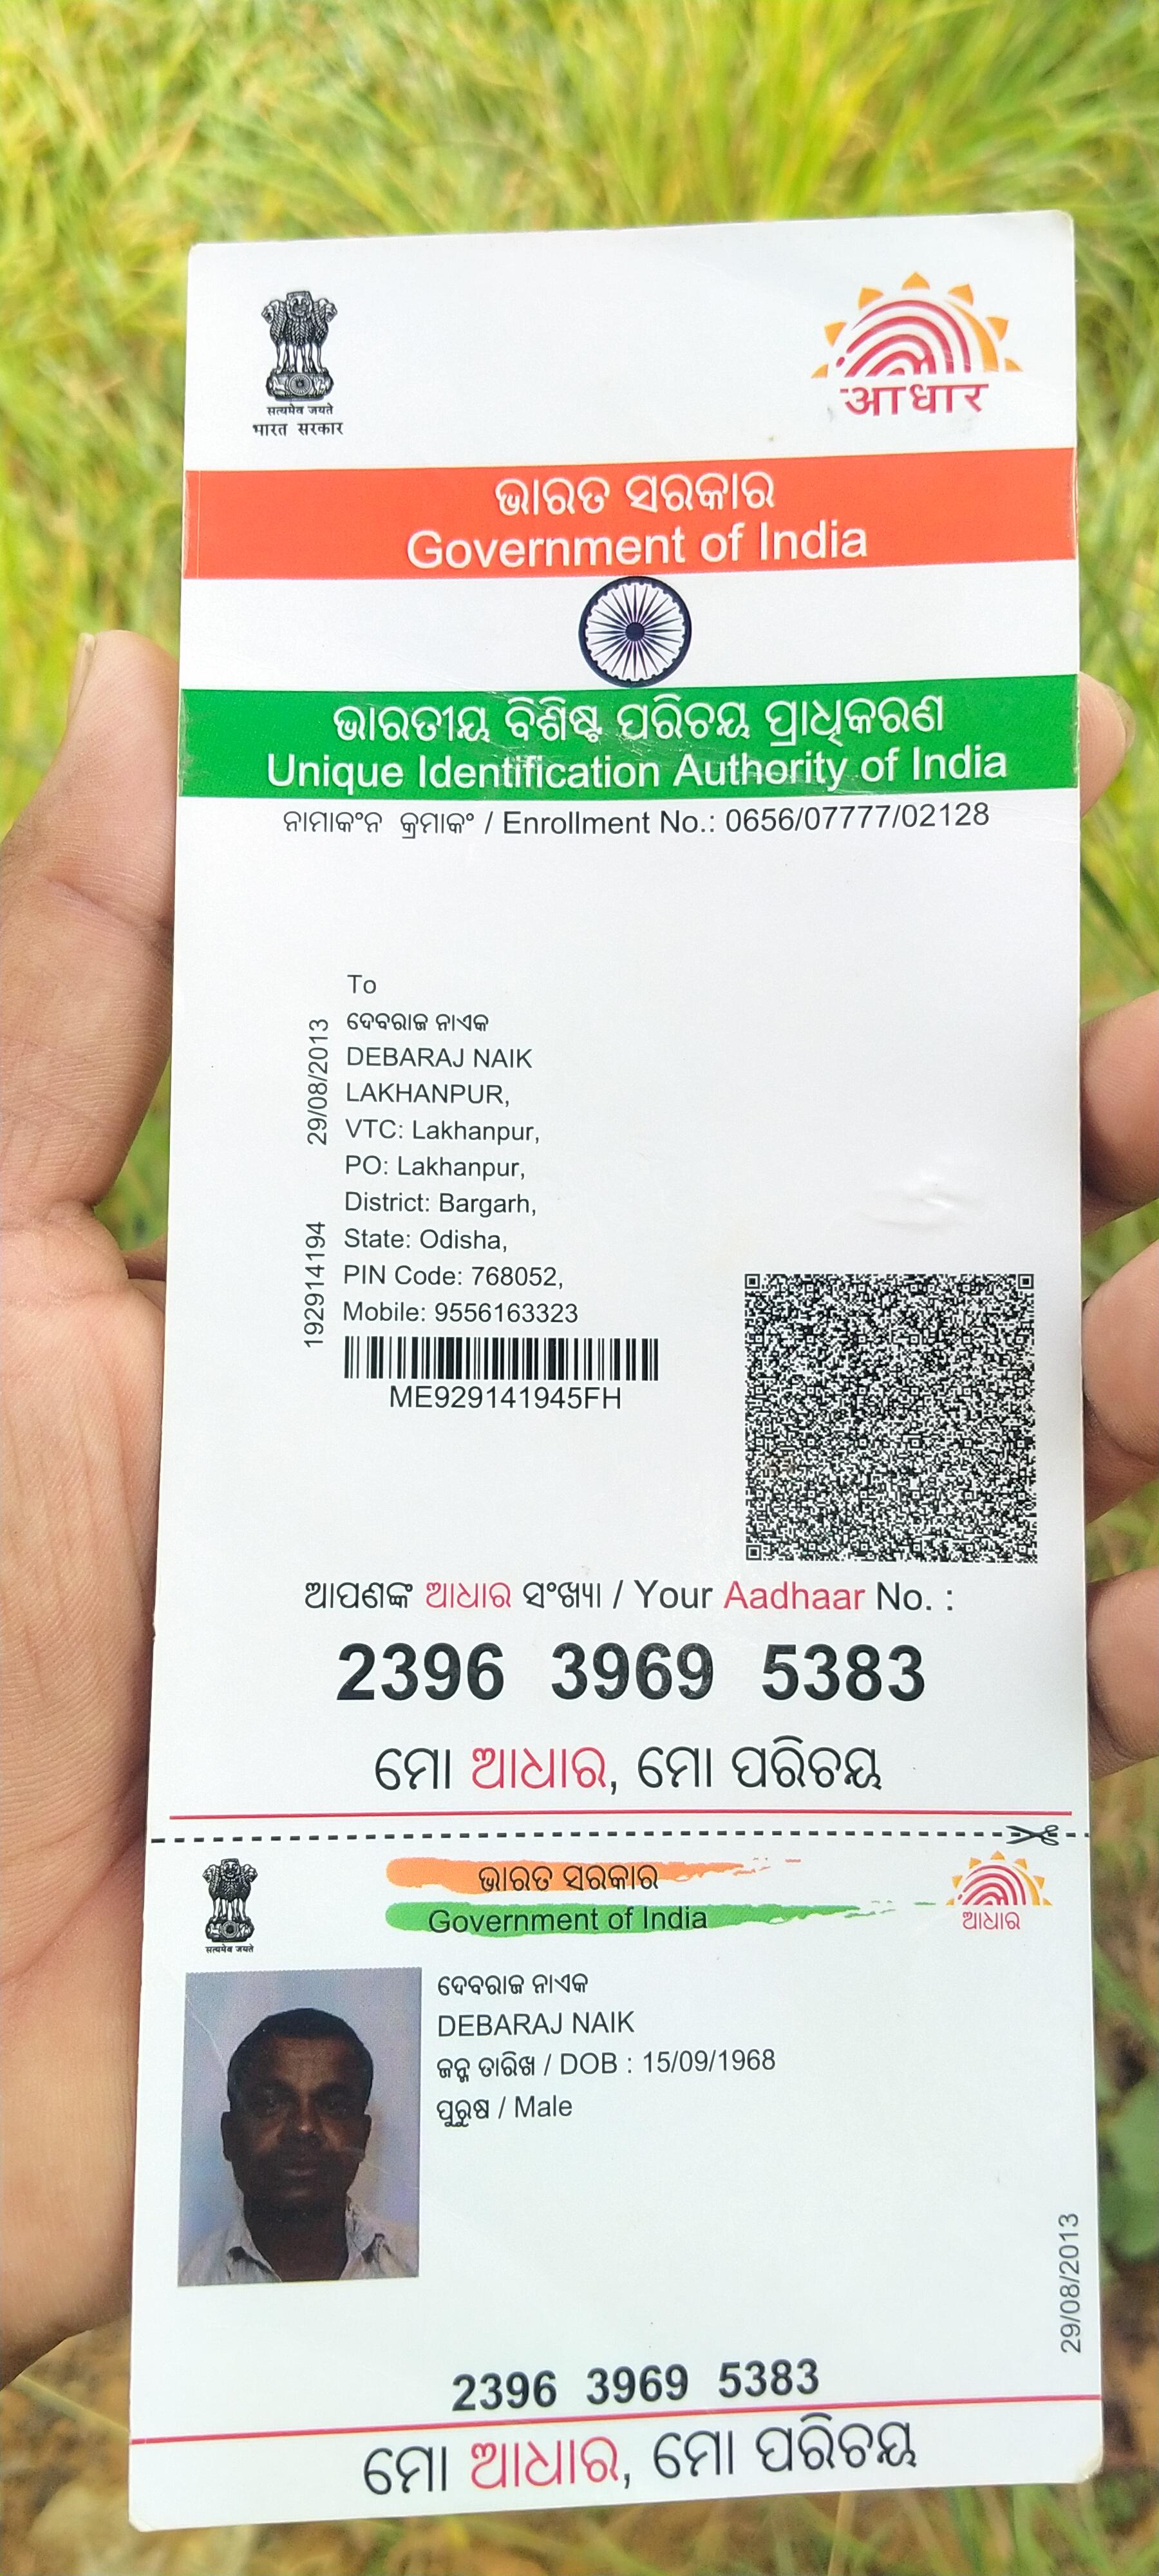 सत्यमेव जयते
भारत सरकार
आधार
ଭାରତ ସରକାର
Government of India
ଭାରତୀୟ ବିଶିଷ୍ଟ ପରିଚୟ ପ୍ରାଧିକରଣ
Unique Identification Authority of India
ନାମାକଂନ କ୍ରମାକଂ / Enrollment No.: 0656/07777/02128
To
ଦେବରାଜ ନାଏକ
DEBARAJ NAIK
LAKHANPUR,
VTC: Lakhanpur,
PO: Lakhanpur,
District: Bargarh,
State: Odisha,
PIN Code: 768052,
Mobile: 9556163323
29/08/2013
192914194
ME929141945FH
ଆପଣଙ୍କ ଆଧାର ସଂଖ୍ୟା / Your Aadhaar No. :
2396 3969 5383
ମୋ ଆଧାର, ମୋ ପରିଚୟ
सत्यमेव जयते
ଭାରତ ସରକାର
Government of India
ଆଧାର
ଦେବରାଜ ନାଏକ
DEBARAJ NAIK
ଜନ୍ମ ତାରିଖ / DOB : 15/09/1968
ପୁରୁଷ / Male
29/08/2013
2396 3969 5383
ମୋ ଆଧାର, ମୋ ପରିଚୟ